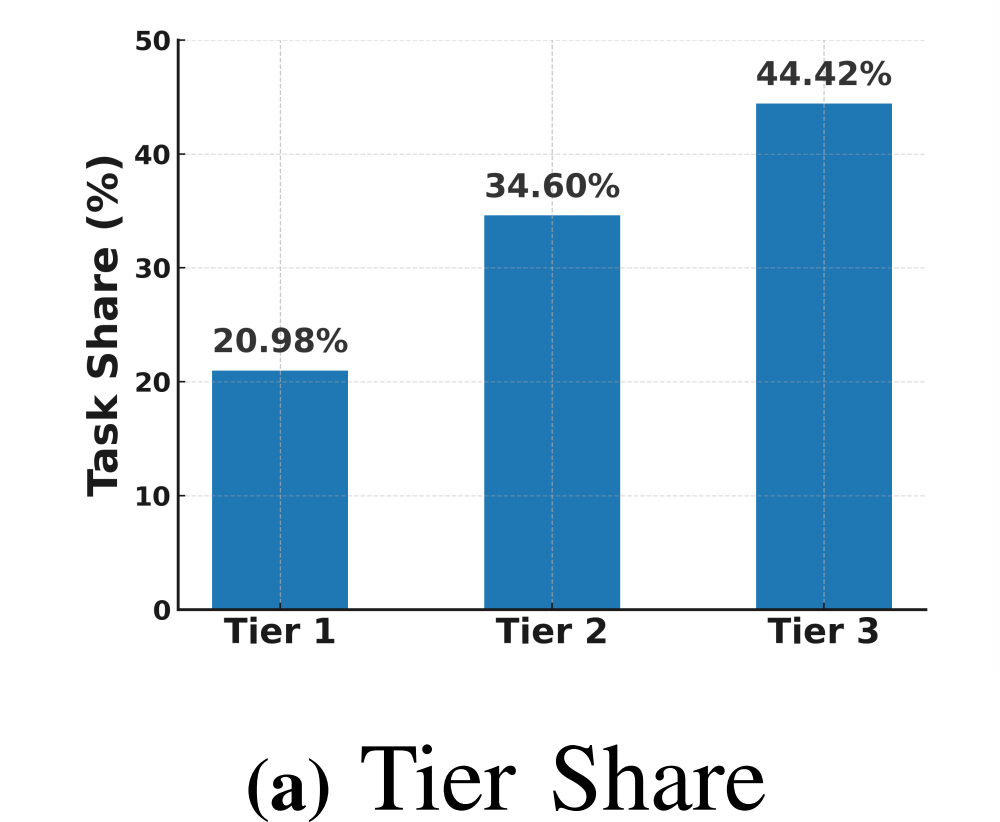 Task Share (%)
50
40
30
20
10
0
20.98%
34.60%
44.42%
Tier 1
Tier 2
Tier 3
(a) Tier Share